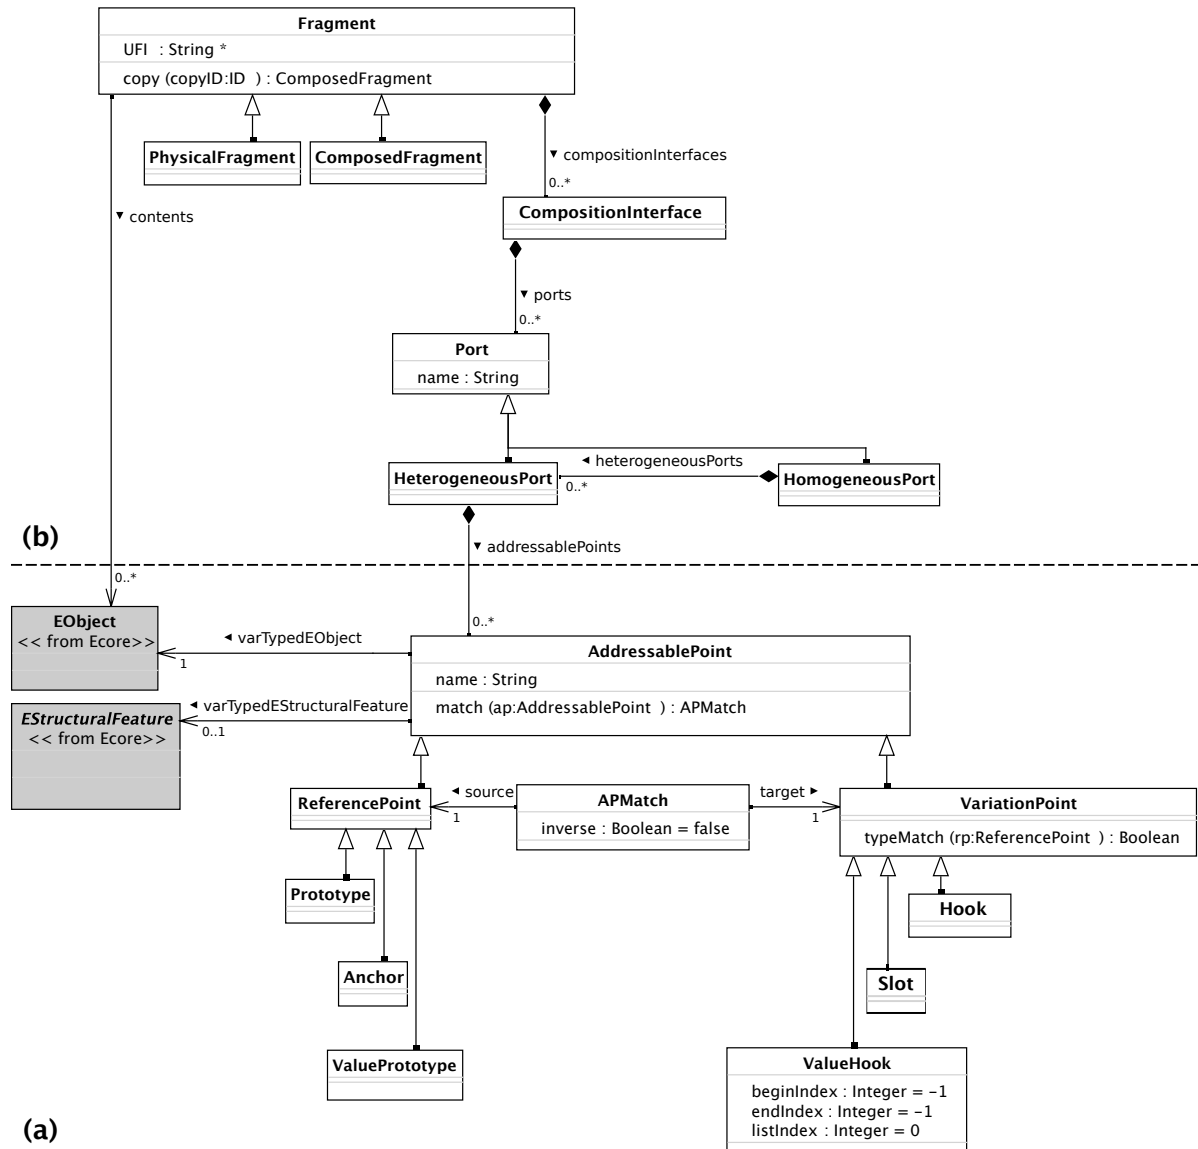 Fragment
UFI : String *
copy (copyID:ID ) : ComposedFragment
PhysicalFragment
ComposedFragment
▼ compositionInterfaces
0..*
CompositionInterface
▼ contents
▼ ports
0..*
Port
name : String
◄ heterogeneousPorts
0..*
HeterogeneousPort
HomogeneousPort
(b)
▼ addressablePoints
0..*
0..*
EObject
<< from Ecore>>
◄ varTypedEObject
1
AddressablePoint
name : String
match (ap:AddressablePoint ) : APMatch
EStructuralFeature
<< from Ecore>>
◄ varTypedEStructuralFeature
0..1
ReferencePoint
◄ source
1
APMatch
inverse : Boolean = false
target ►
1
VariationPoint
typeMatch (rp:ReferencePoint ) : Boolean
Prototype
Hook
Anchor
Slot
ValuePrototype
ValueHook
beginIndex : Integer = −1
endIndex : Integer = −1
listIndex : Integer = 0
(a)